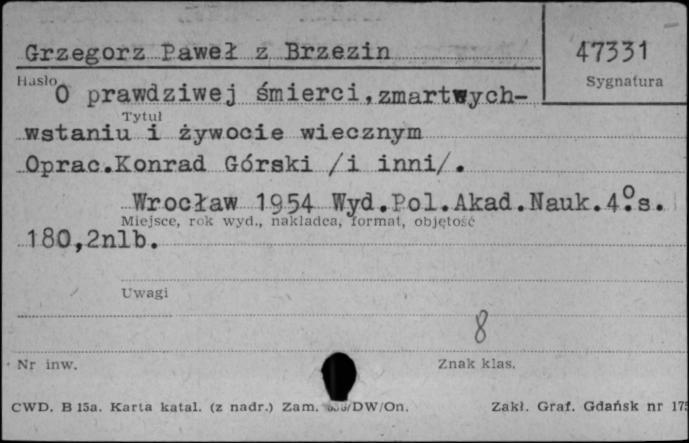 Grzegorz Paweł z Brzezin 47331
Hasło Sygnatura
O prawdziwej śmierci,zmartwych-
Tytuł
wstaniu i żywocie wiecznym
Oprac.Konrad Górski /i inni/.
Wrocław 1954 Wyd.Pol.Akad.Nauk.4°.s.
Miejsce, rok wyd., nakładca, format, objętość
180,2nlb.
Uwagi
8
Nr inw. Znak klas.
CWD. B 15a. Karta katal. (z nadr.) Zam. /DW/On. Zakł. Graf. Gdańsk nr